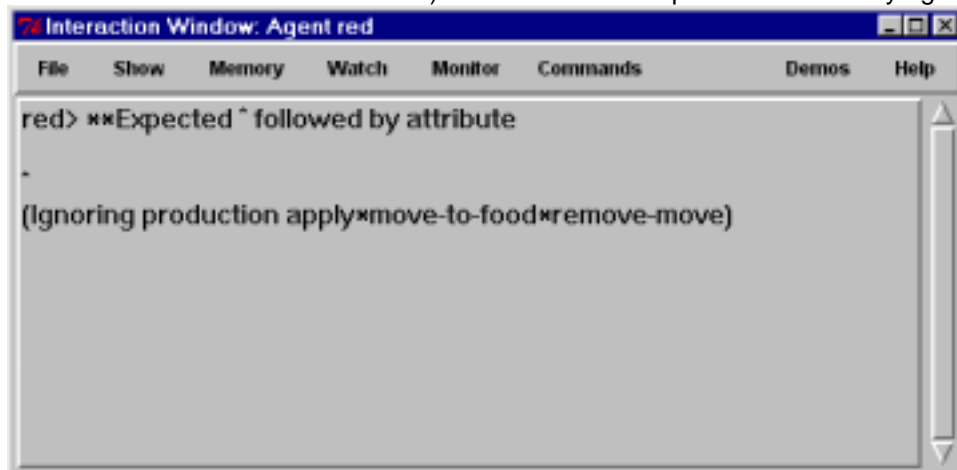 Interaction Window: Agent red
File Show Memory Watch Monitor Commands Demos Help
red> **Expected ^ followed by attribute
-
(Ignoring production apply*move-to-food*remove-move)